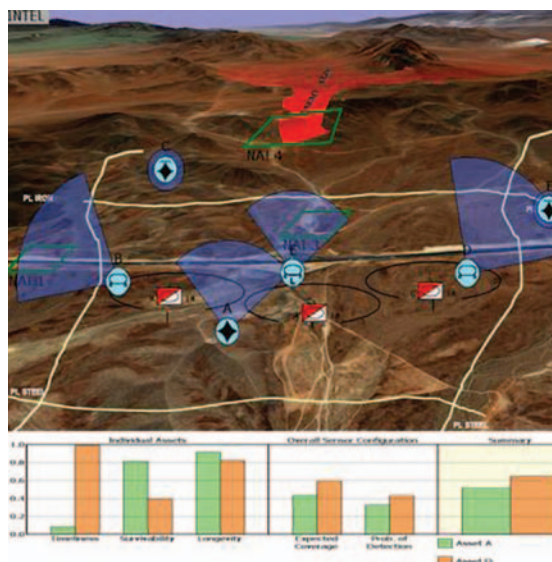 INTEL
C
NAI 4
PL IRON
NAI 3
B
E
D
A
PL STEEL
PL STEEL
Individual Assets
Overall Sensor Configuration
Summary
1.0
0.8
0.6
0.4
0.2
0.0
Timeliness
Survivability
Longevity
Expected Coverage
Prob. of Detection
Asset A
Asset D